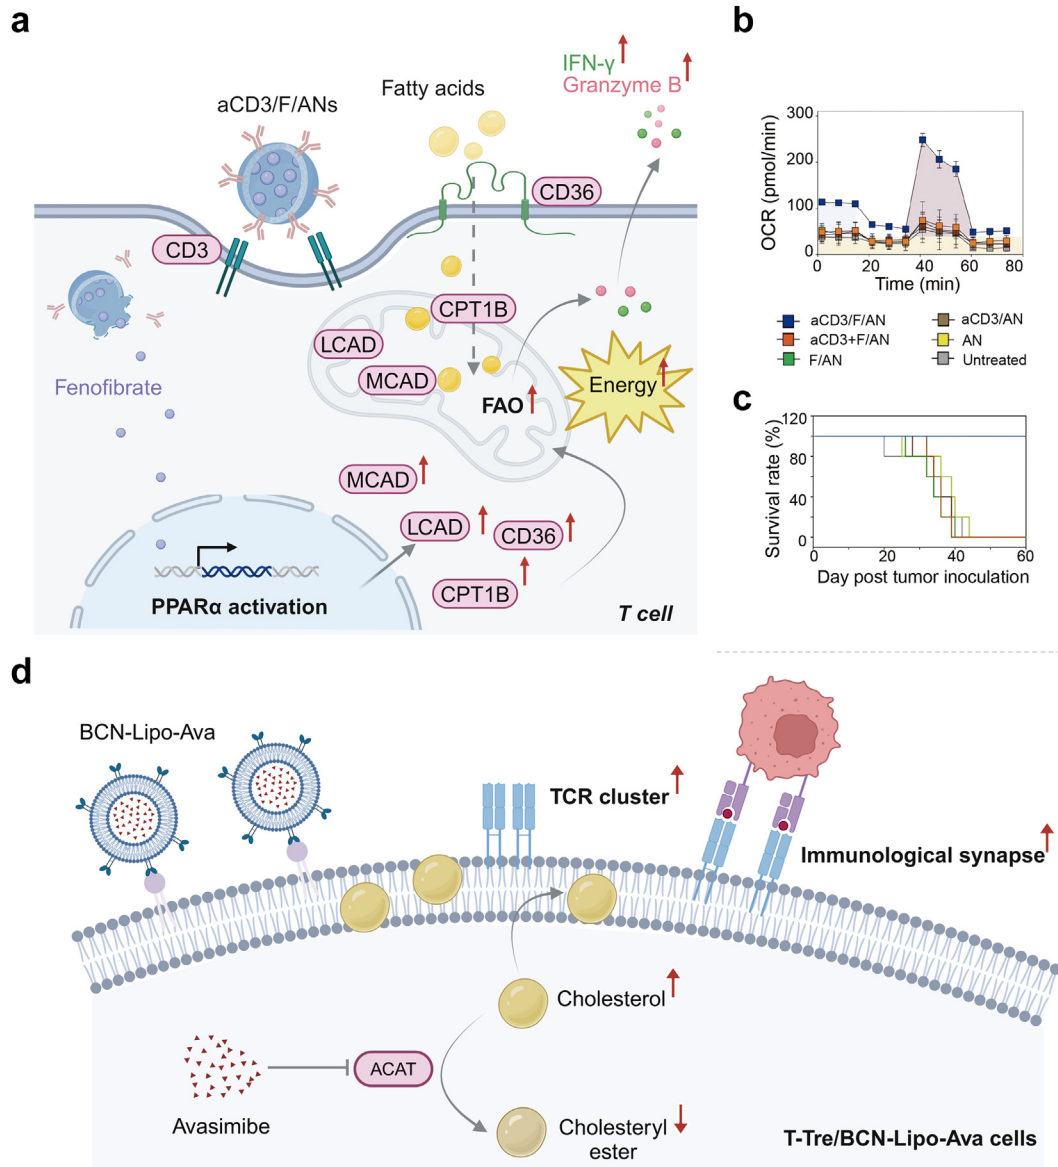 a
aCD3/F/ANs
Fatty acids
IFN-γ
Granzyme B
CD36
CD3
CPT1B
LCAD
MCAD
FAO
Energy
Fenofibrate
MCAD
LCAD
CD36
CPT1B
PPARα activation
T cell
b
OCR (pmol/min)
300
200
100
0
0
20
40
60
80
Time (min)
aCD3/F/AN
aCD3+F/AN
F/AN
aCD3/AN
AN
Untreated
c
Survival rate (%)
120
80
40
0
0
20
40
60
Day post tumor inoculation
d
BCN-Lipo-Ava
TCR cluster
Immunological synapse
Cholesterol
ACAT
Avasimibe
Cholesteryl
ester
T-Tre/BCN-Lipo-Ava cells